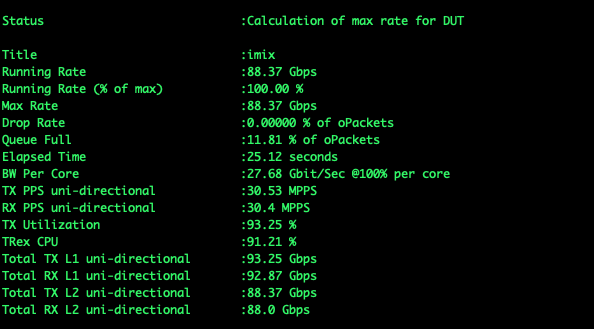 Status :Calculation of max rate for DUT
Title :imix
Running Rate :88.37 Gbps
Running Rate (% of max) :100.00 %
Max Rate :88.37 Gbps
Drop Rate :0.00000 % of oPackets
Queue Full :11.81 % of oPackets
Elapsed Time :25.12 seconds
BW Per Core :27.68 Gbit/Sec @100% per core
TX PPS uni-directional :30.53 MPPS
RX PPS uni-directional :30.4 MPPS
TX Utilization :93.25 %
TRex CPU :91.21 %
Total TX L1 uni-directional :93.25 Gbps
Total RX L1 uni-directional :92.87 Gbps
Total TX L2 uni-directional :88.37 Gbps
Total RX L2 uni-directional :88.0 Gbps